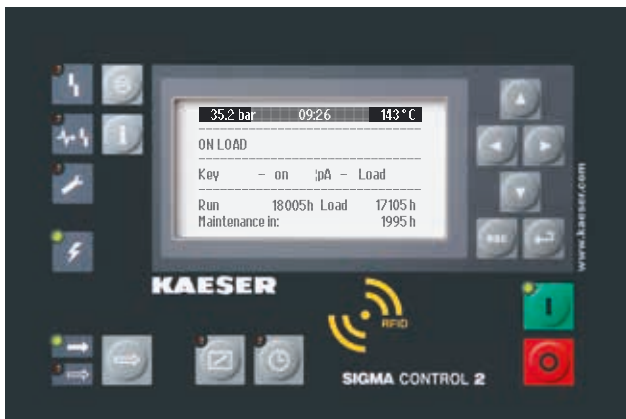 35.2 bar 09:26 143°C
ON LOAD
Key - on pA - Load
Run 18005h Load 17105h
Maintenance in: 1995h
esc
www.kaeser.com
KAESER
RFID
I
SIGMA CONTROL 2